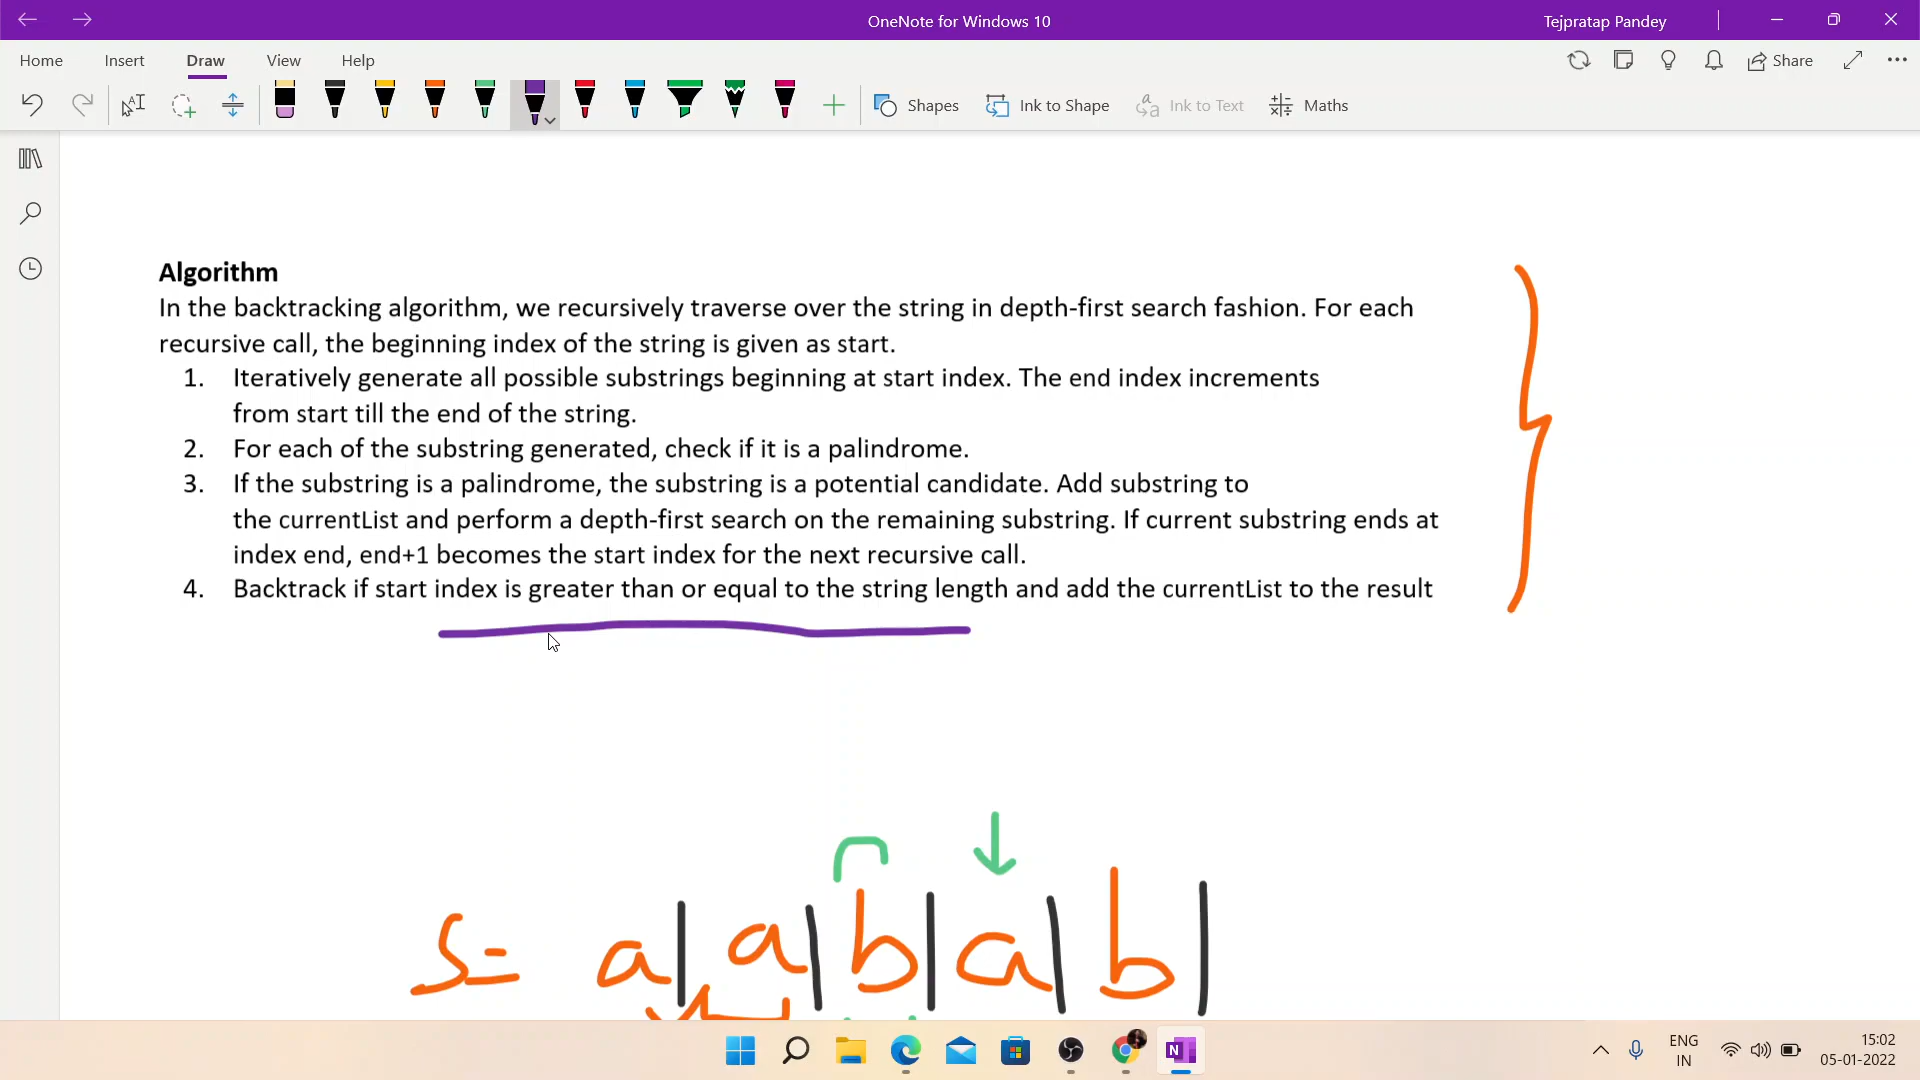 OneNote for Windows 10
Tejpratap Pandey
Home Insert Draw View Help
Share
Shapes Ink to Shape Ink to Text Maths
Algorithm
In the backtracking algorithm, we recursively traverse over the string in depth-first search fashion. For each
recursive call, the beginning index of the string is given as start.
1. Iteratively generate all possible substrings beginning at start index. The end index increments
from start till the end of the string.
2. For each of the substring generated, check if it is a palindrome.
3. If the substring is a palindrome, the substring is a potential candidate. Add substring to
the currentList and perform a depth-first search on the remaining substring. If current substring ends at
index end, end+1 becomes the start index for the next recursive call.
4. Backtrack if start index is greater than or equal to the string length and add the currentList to the result
S= a| a| b| a| b|
ENG
IN
15:02
05-01-2022